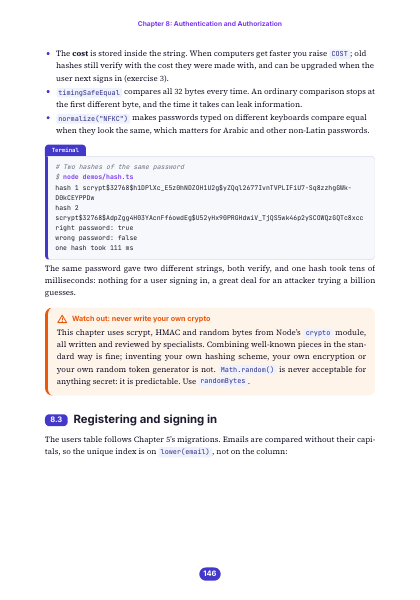 Chapter 8: Authentication and Authorization
• The cost is stored inside the string. When computers get faster you raise COST; old
hashes still verify with the cost they were made with, and can be upgraded when the
user next signs in (exercise 3).
• timingSafeEqual compares all 32 bytes every time. An ordinary comparison stops at
the first different byte, and the time it takes can leak information.
• normalize("NFKC") makes passwords typed on different keyboards compare equal
when they look the same, which matters for Arabic and other non-Latin passwords.
Terminal
# Two hashes of the same password
$ node demos/hash.ts
hash 1 scrypt$32768$h1DPlXc_E5z0hNDZOH1U2g$yZQql2677IvnTVPLIFiU7-Sq8zzhgGWk-
D0kCEYPPDw
hash 2
scrypt$32768$AdpZgg4H03YAcnFf6owdEg$U52yHx90PRGHdwiV_TjQS5Wk46p2ySCOWQzGQTc8xcc
right password: true
wrong password: false
one hash took 111 ms
The same password gave two different strings, both verify, and one hash took tens of
milliseconds: nothing for a user signing in, a great deal for an attacker trying a billion
guesses.
Watch out: never write your own crypto
This chapter uses scrypt, HMAC and random bytes from Node's crypto module,
all written and reviewed by specialists. Combining well-known pieces in the stan-
dard way is fine; inventing your own hashing scheme, your own encryption or
your own random token generator is not. Math.random() is never acceptable for
anything secret: it is predictable. Use randomBytes.
8.3 Registering and signing in
The users table follows Chapter 5's migrations. Emails are compared without their capi-
tals, so the unique index is on lower(email), not on the column:
146